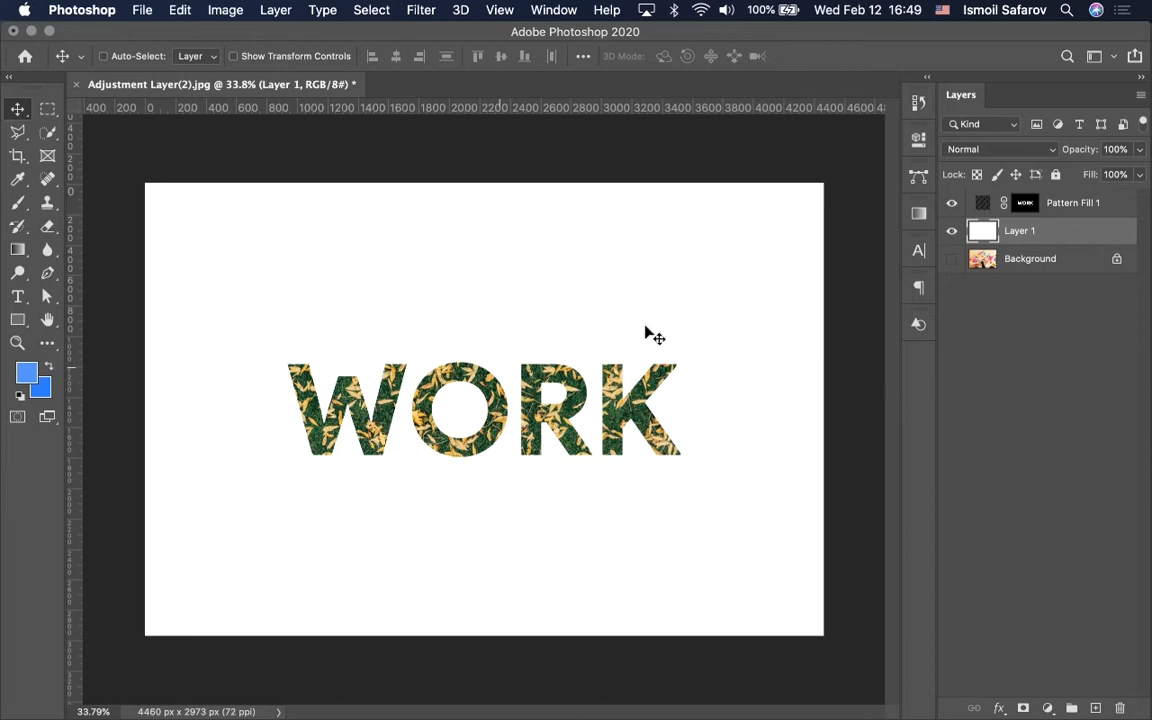 Photoshop File Edit Image Layer Type Select Filter 3D View Window Help 100% Wed Feb 12 16:49 Ismoil Safarov
Adobe Photoshop 2020
Auto-Select: Layer Show Transform Controls 3D Mode:
Adjustment Layer(2).jpg @ 33.8% (Layer 1, RGB/8#) *
400 200 0 200 400 600 800 1000 1200 1400 1600 1800 2000 2200 2400 2600 2800 3000 3200 3400 3600 3800 4000 4200 4400 4600
Layers
Kind
Normal Opacity: 100%
Lock: Fill: 100%
WORK Pattern Fill 1
Layer 1
Background
WORK
33.79% 4460 px x 2973 px (72 ppi)